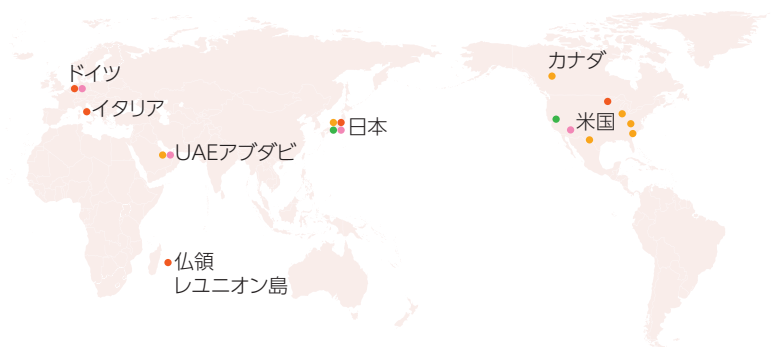 ドイツ
イタリア
UAEアブダビ
日本
仏領
レユニオン島
カナダ
米国